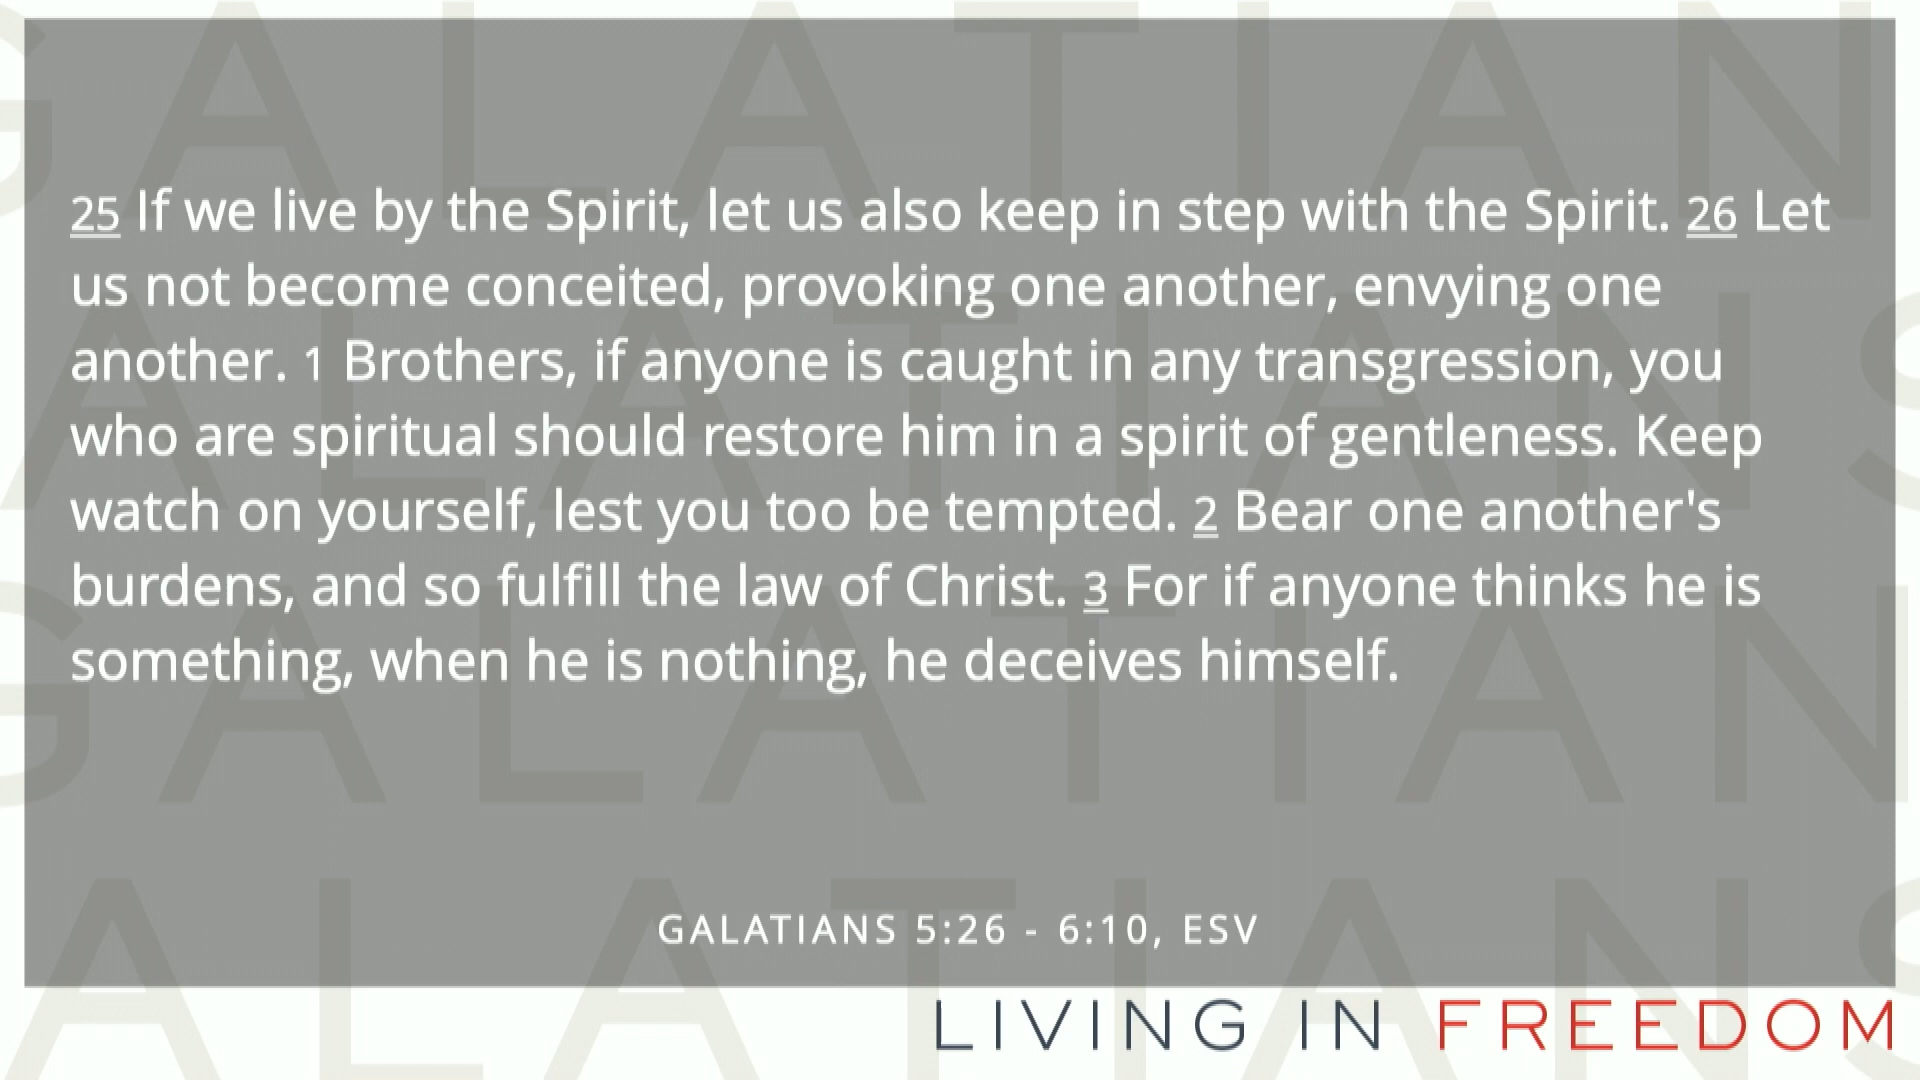 25 If we live by the Spirit, let us also keep in step with the Spirit. 26 Let
us not become conceited, provoking one another, envying one
another. 1 Brothers, if anyone is caught in any transgression, you
who are spiritual should restore him in a spirit of gentleness. Keep
watch on yourself, lest you too be tempted. 2 Bear one another's
burdens, and so fulfill the law of Christ. 3 For if anyone thinks he is
something, when he is nothing, he deceives himself.
GALATIANS 5:26 - 6:10, ESV
LIVING IN FREEDOM
GALATIAN
ALATIANS
GALATIAN
ALATIANS